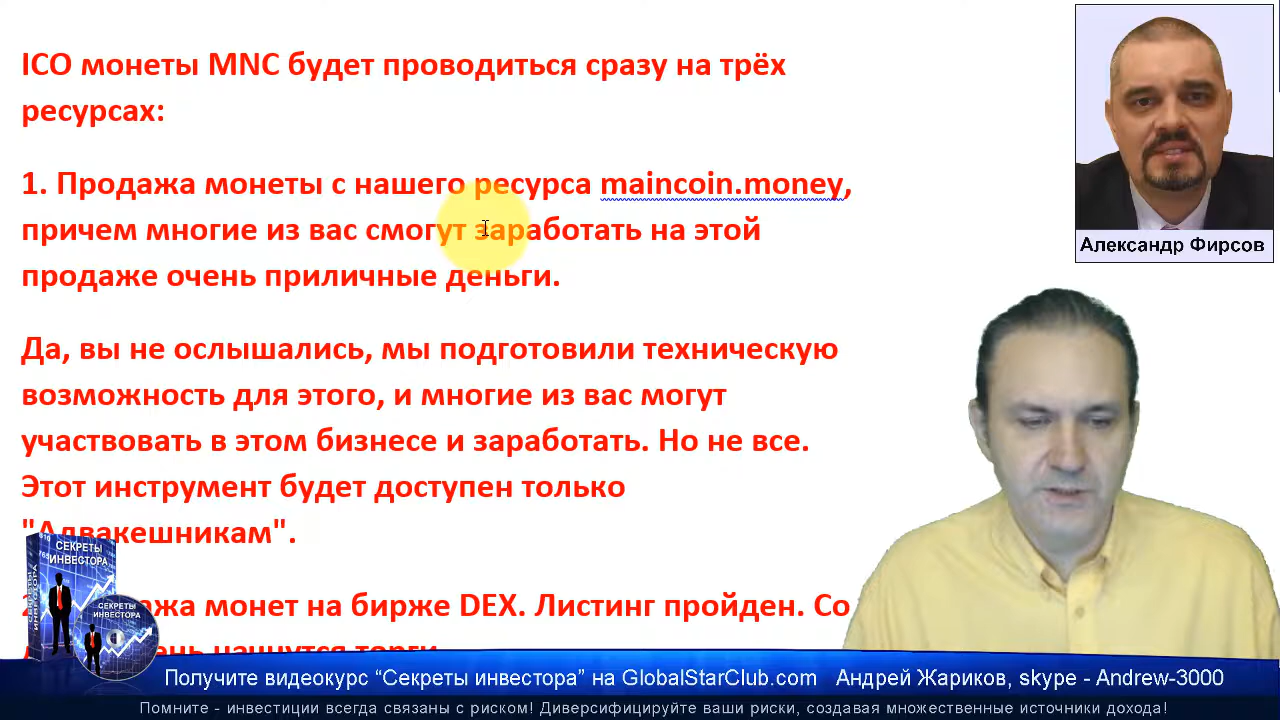 ICO монеты MNC будет проводиться сразу на трёх
ресурсах:
1. Продажа монеты с нашего ресурса maincoin.money,
причем многие из вас смогут заработать на этой
продаже очень приличные деньги.
Да, вы не ослышались, мы подготовили техническую
возможность для этого, и многие из вас могут
участвовать в этом бизнесе и заработать. Но не все.
Этот инструмент будет доступен только
"Адвакешникам".
монет на бирже DEX. Листинг пройден. Со
начнутся торги
Александр Фирсов
СЕКРЕТЫ
ИНВЕСТОРА
СЕКРЕТЫ ИНВЕСТОРА
СЕКРЕТЫ
ИНВЕСТОРА
Получите видеокурс “Секреты инвестора” на GlobalStarClub.com Андрей Жариков, skype - Andrew-3000
Помните - инвестиции всегда связаны с риском! Диверсифицируйте ваши риски, создавая множественные источники дохода!